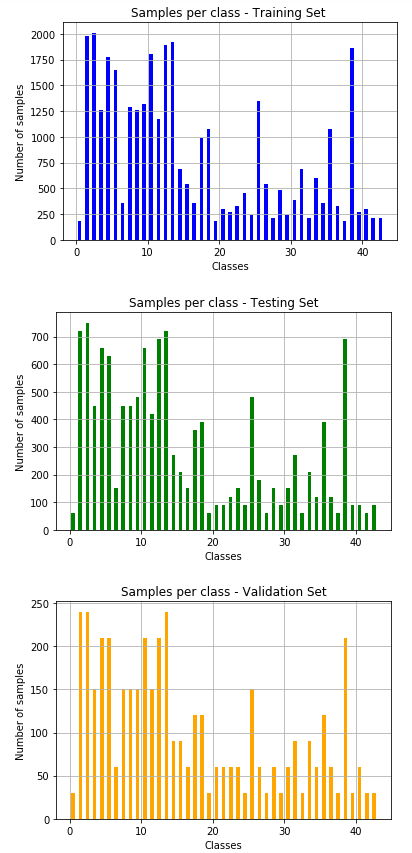 Samples per class - Training Set
2000
1750
1500
1250
1000
750
500
250
0
0 10 20 30 40
Number of samples
Classes
Samples per class - Testing Set
700
600
500
400
300
200
100
0
0 10 20 30 40
Number of samples
Classes
Samples per class - Validation Set
250
200
150
100
50
0
0 10 20 30 40
Number of samples
Classes